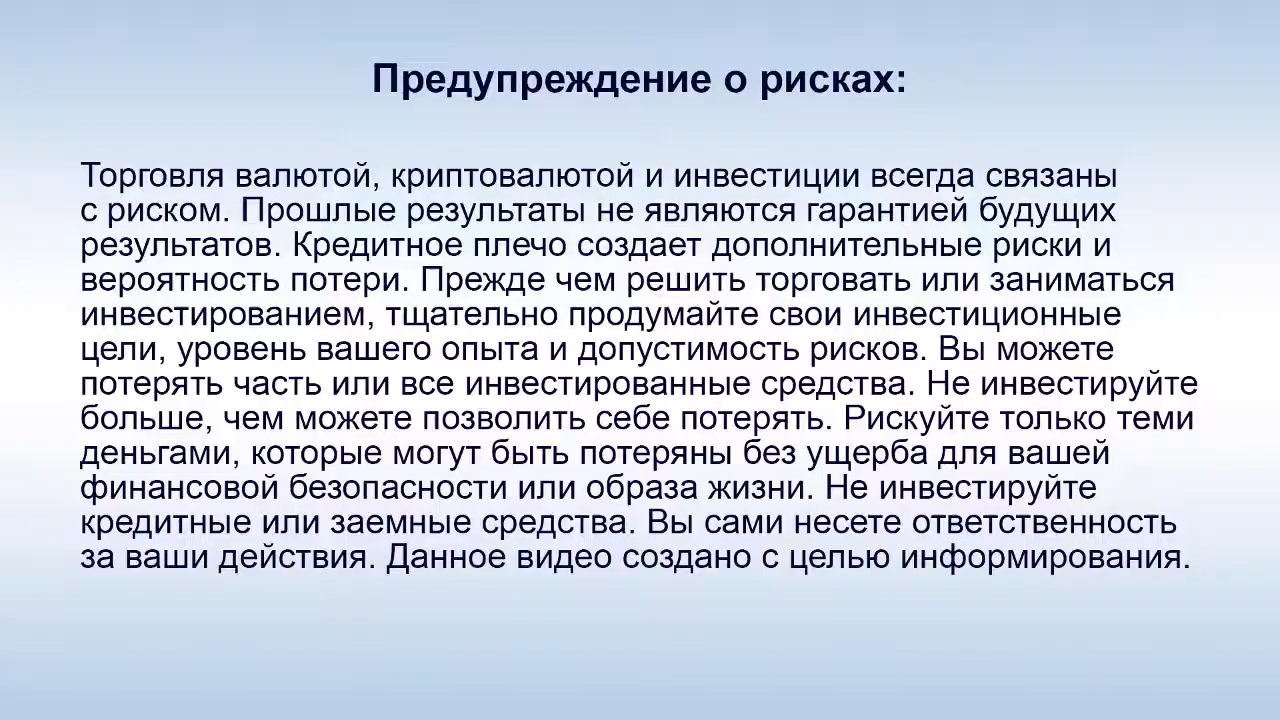 Предупреждение о рисках:
Торговля валютой, криптовалютой и инвестиции всегда связаны
с риском. Прошлые результаты не являются гарантией будущих
результатов. Кредитное плечо создает дополнительные риски и
вероятность потери. Прежде чем решить торговать или заниматься
инвестированием, тщательно продумайте свои инвестиционные
цели, уровень вашего опыта и допустимость рисков. Вы можете
потерять часть или все инвестированные средства. Не инвестируйте
больше, чем можете позволить себе потерять. Рискуйте только теми
деньгами, которые могут быть потеряны без ущерба для вашей
финансовой безопасности или образа жизни. Не инвестируйте
кредитные или заемные средства. Вы сами несете ответственность
за ваши действия. Данное видео создано с целью информирования.